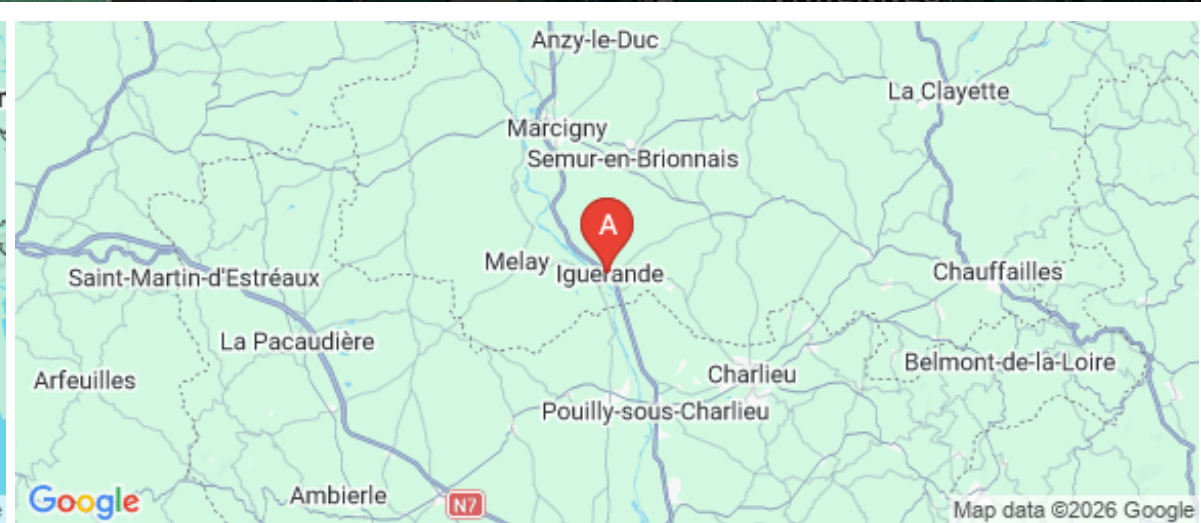 Anzy-le-Duc
La Clayette
Marcigny
Semur-en-Brionnais
A
Melay
Iguerande
Chauffailles
Saint-Martin-d'Estréaux
La Pacaudière
Belmont-de-la-Loire
Arfeuilles
Charlieu
Pouilly-sous-Charlieu
Ambierle
N7
Google
Map data ©2026 Google